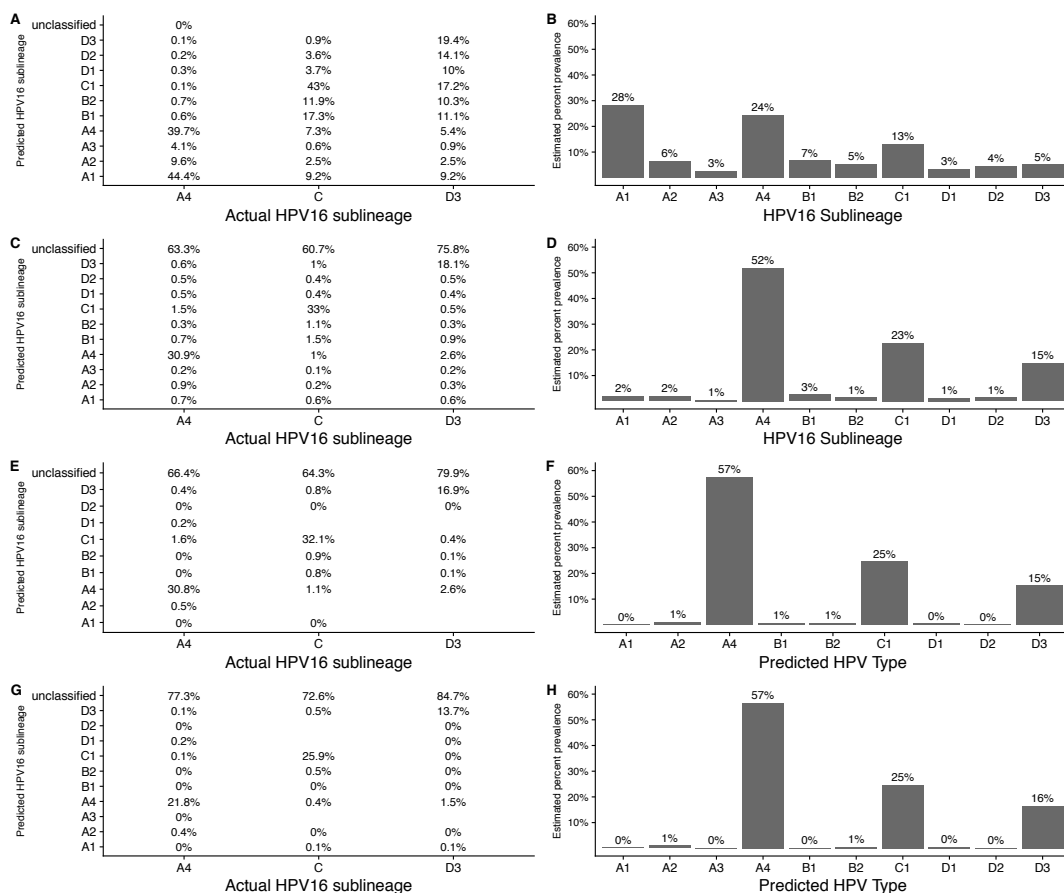 A
Predicted HPV16 sublineage
unclassified 0%
D3 0.1% 0.9% 19.4%
D2 0.2% 3.6% 14.1%
D1 0.3% 3.7% 10%
C1 0.1% 43% 17.2%
B2 0.7% 11.9% 10.3%
B1 0.6% 17.3% 11.1%
A4 39.7% 7.3% 5.4%
A3 4.1% 0.6% 0.9%
A2 9.6% 2.5% 2.5%
A1 44.4% 9.2% 9.2%
A4 C D3
Actual HPV16 sublineage
B
Estimated percent prevalence
60%
50%
40%
30%
20%
10%
28% 6% 3% 24% 7% 5% 13% 3% 4% 5%
A1 A2 A3 A4 B1 B2 C1 D1 D2 D3
HPV16 Sublineage
C
Predicted HPV16 sublineage
unclassified 63.3% 60.7% 75.8%
D3 0.6% 1% 18.1%
D2 0.5% 0.4% 0.5%
D1 0.5% 0.4% 0.4%
C1 1.5% 33% 0.5%
B2 0.3% 1.1% 0.3%
B1 0.7% 1.5% 0.9%
A4 30.9% 1% 2.6%
A3 0.2% 0.1% 0.2%
A2 0.9% 0.2% 0.3%
A1 0.7% 0.6% 0.6%
A4 C D3
Actual HPV16 sublineage
D
Estimated percent prevalence
60%
50%
40%
30%
20%
10%
2% 2% 1% 52% 3% 1% 23% 1% 1% 15%
A1 A2 A3 A4 B1 B2 C1 D1 D2 D3
HPV16 Sublineage
E
Predicted HPV16 sublineage
unclassified 66.4% 64.3% 79.9%
D3 0.4% 0.8% 16.9%
D2 0% 0% 0%
D1 0.2%
C1 1.6% 32.1% 0.4%
B2 0% 0.9% 0.1%
B1 0% 0.8% 0.1%
A4 30.8% 1.1% 2.6%
A2 0.5%
A1 0% 0%
A4 C D3
Actual HPV16 sublineage
F
Estimated percent prevalence
60%
50%
40%
30%
20%
10%
0% 1% 57% 1% 1% 25% 0% 0% 15%
A1 A2 A4 B1 B2 C1 D1 D2 D3
Predicted HPV Type
G
Predicted HPV16 sublineage
unclassified 77.3% 72.6% 84.7%
D3 0.1% 0.5% 13.7%
D2 0% 0%
D1 0.2% 0%
C1 0.1% 25.9% 0%
B2 0% 0.5% 0%
B1 0% 0% 0%
A4 21.8% 0.4% 1.5%
A3 0%
A2 0.4% 0% 0%
A1 0% 0.1% 0.1%
A4 C D3
Actual HPV16 sublineage
H
Estimated percent prevalence
60%
50%
40%
30%
20%
10%
0% 1% 0% 57% 0% 1% 25% 0% 0% 16%
A1 A2 A3 A4 B1 B2 C1 D1 D2 D3
Predicted HPV Type